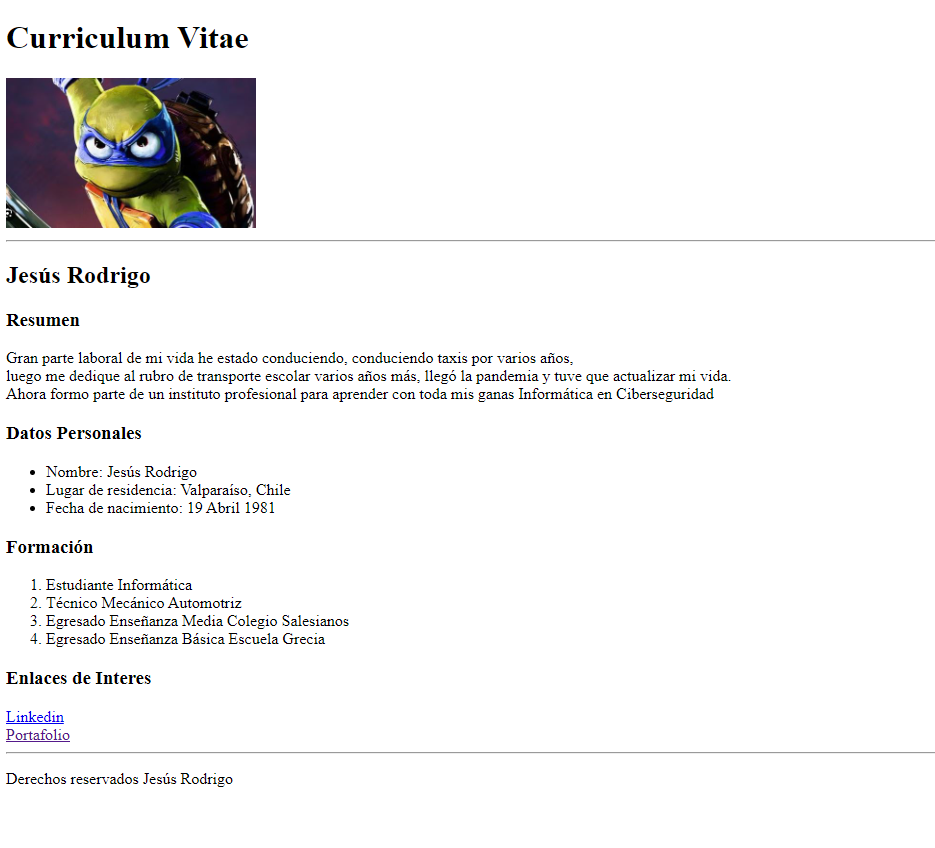 Curriculum Vitae
Jesús Rodrigo
Resumen
Gran parte laboral de mi vida he estado conduciendo, conduciendo taxis por varios años,
luego me dedique al rubro de transporte escolar varios años más, llegó la pandemia y tuve que actualizar mi vida.
Ahora formo parte de un instituto profesional para aprender con toda mis ganas Informática en Ciberseguridad
Datos Personales
• Nombre: Jesús Rodrigo
• Lugar de residencia: Valparaíso, Chile
• Fecha de nacimiento: 19 Abril 1981
Formación
1. Estudiante Informática
2. Técnico Mecánico Automotriz
3. Egresado Enseñanza Media Colegio Salesianos
4. Egresado Enseñanza Básica Escuela Grecia
Enlaces de Interes
Linkedin
Portafolio
Derechos reservados Jesús Rodrigo